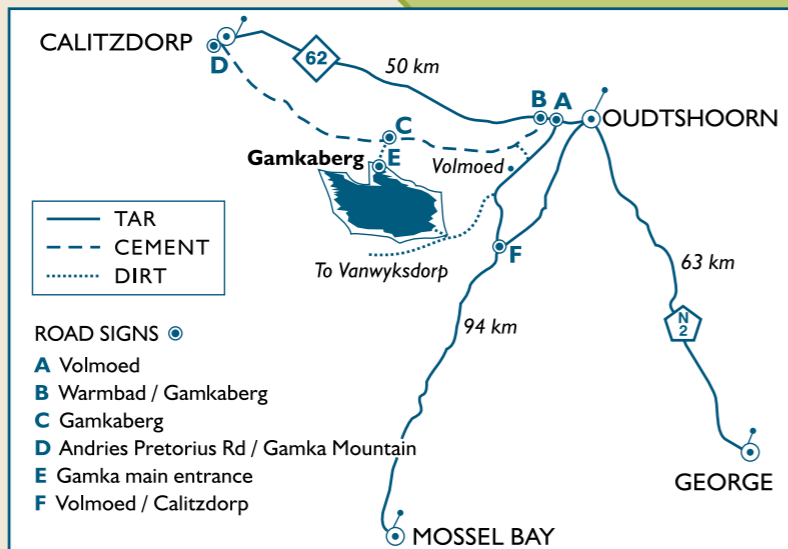 CALITZDORP
D
62
50 km
B
A
OUDTSHOORN
C
Gamkaberg
E
Volmoed
TAR
CEMENT
DIRT
To Vanwyksdorp
F
63 km
94 km
N
2
ROAD SIGNS
A Volmoed
B Warmbad / Gamkaberg
C Gamkaberg
D Andries Pretorius Rd / Gamka Mountain
E Gamka main entrance
F Volmoed / Calitzdorp
GEORGE
MOSSEL BAY